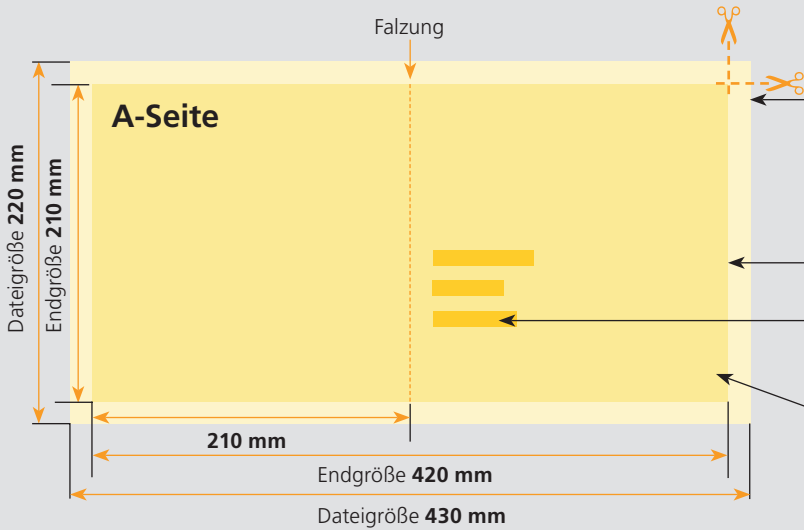 Falzung
A-Seite
Dateigröße 220 mm
Endgröße 210 mm
210 mm
Endgröße 420 mm
Dateigröße 430 mm